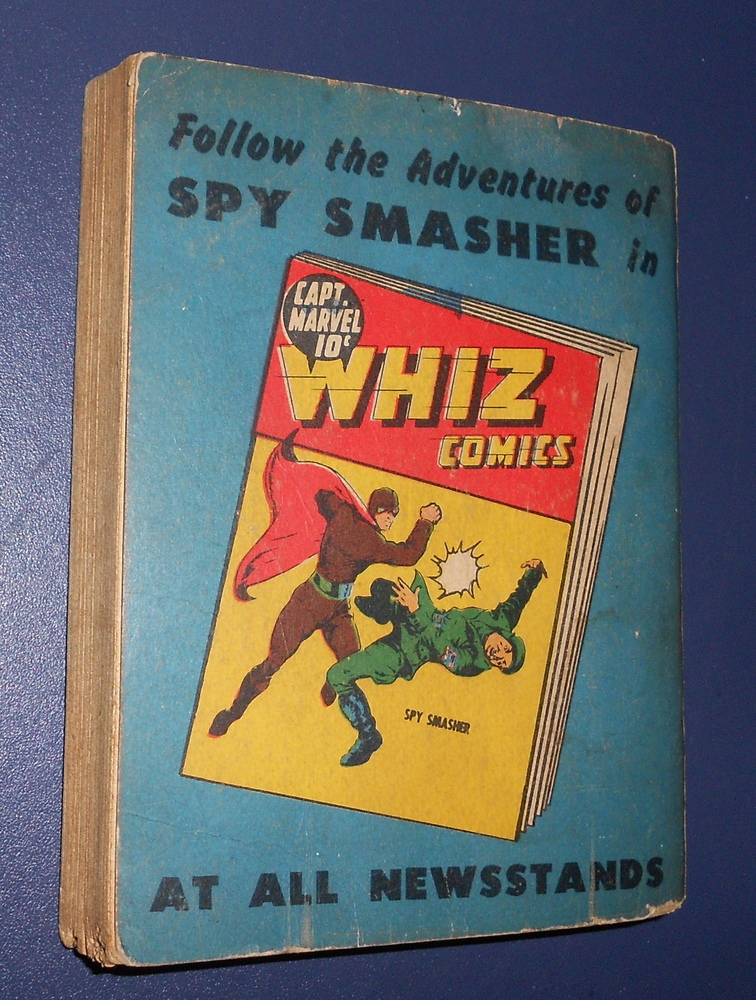 Follow the Adventures of
SPY SMASHER in
CAPT.
MARVEL
10¢
WHIZ
COMICS
SPY SMASHER
AT ALL NEWSSTANDS